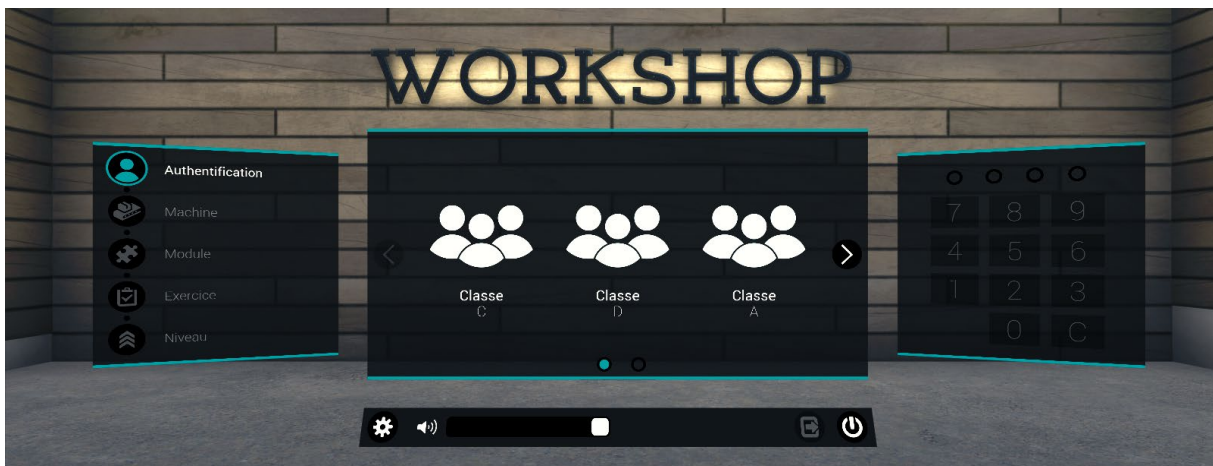 WORKSHOP
Authentification
Machine
Module
Exercice
Niveau
Classe
C
Classe
D
Classe
A
7 8 9
4 5 6
1 2 3
0 C